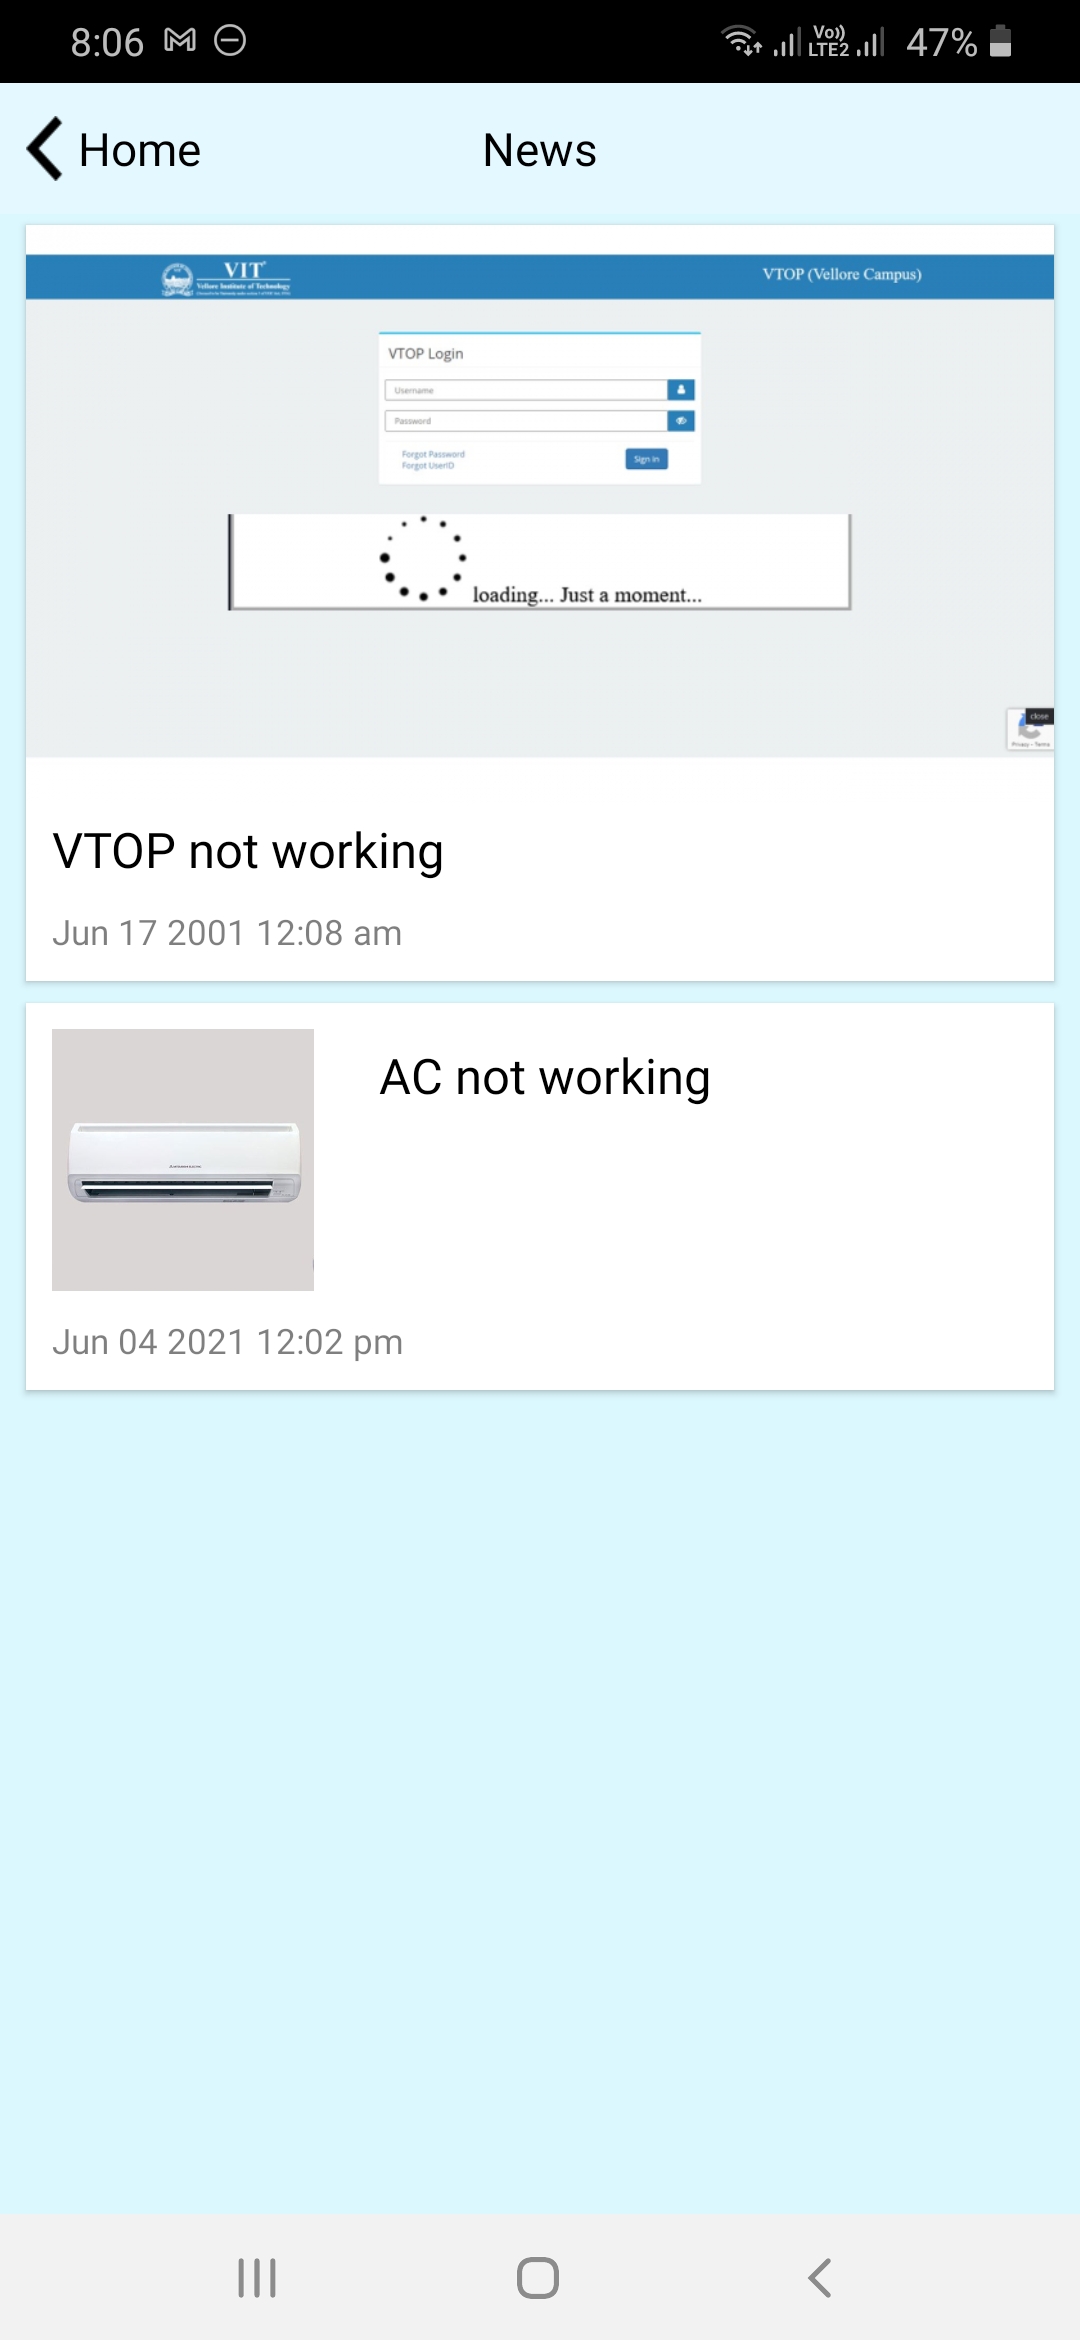 8:06
Vo)) LTE2 47%
Home
News
VIT
Vellore Institute of Technology
VTOP (Vellore Campus)
VTOP Login
Username
Password
Forgot Password
Forgot UserID
Sign in
loading... Just a moment...
close
Privacy - Terms
VTOP not working
Jun 17 2001 12:08 am
AC not working
Jun 04 2021 12:02 pm